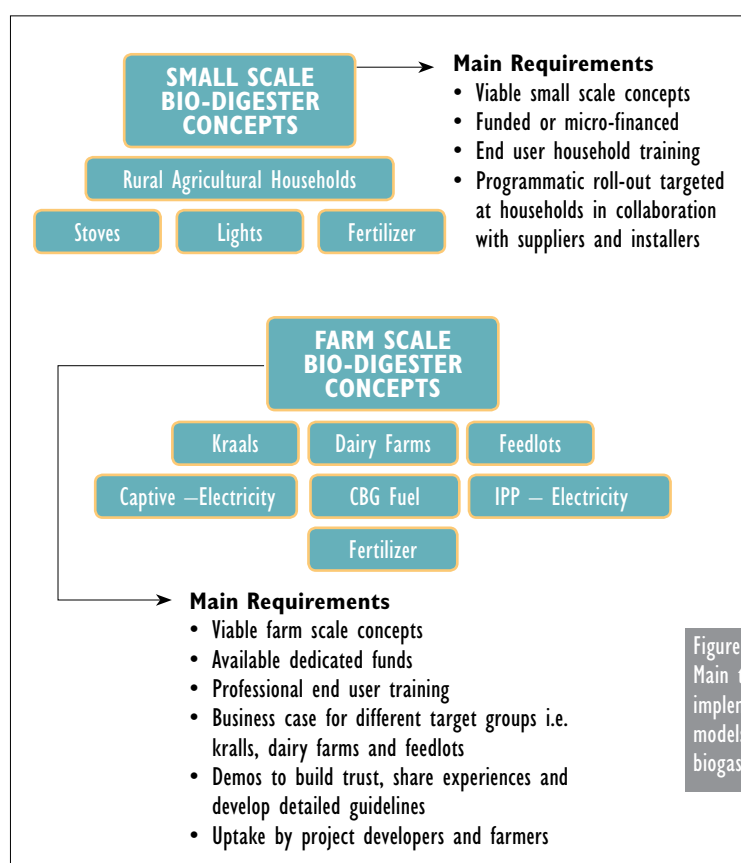 SMALL SCALE
BIO-DIGESTER
CONCEPTS
Rural Agricultural Households
Stoves
Lights
Fertilizer
Main Requirements
• Viable small scale concepts
• Funded or micro-financed
• End user household training
• Programmatic roll-out targeted
at households in collaboration
with suppliers and installers
FARM SCALE
BIO-DIGESTER
CONCEPTS
Kraals
Dairy Farms
Feedlots
Captive –Electricity
CBG Fuel
IPP – Electricity
Fertilizer
Main Requirements
• Viable farm scale concepts
• Available dedicated funds
• Professional end user training
• Business case for different target groups i.e.
kralls, dairy farms and feedlots
• Demos to build trust, share experiences and
develop detailed guidelines
• Uptake by project developers and farmers
Figure
Main
models
biogas